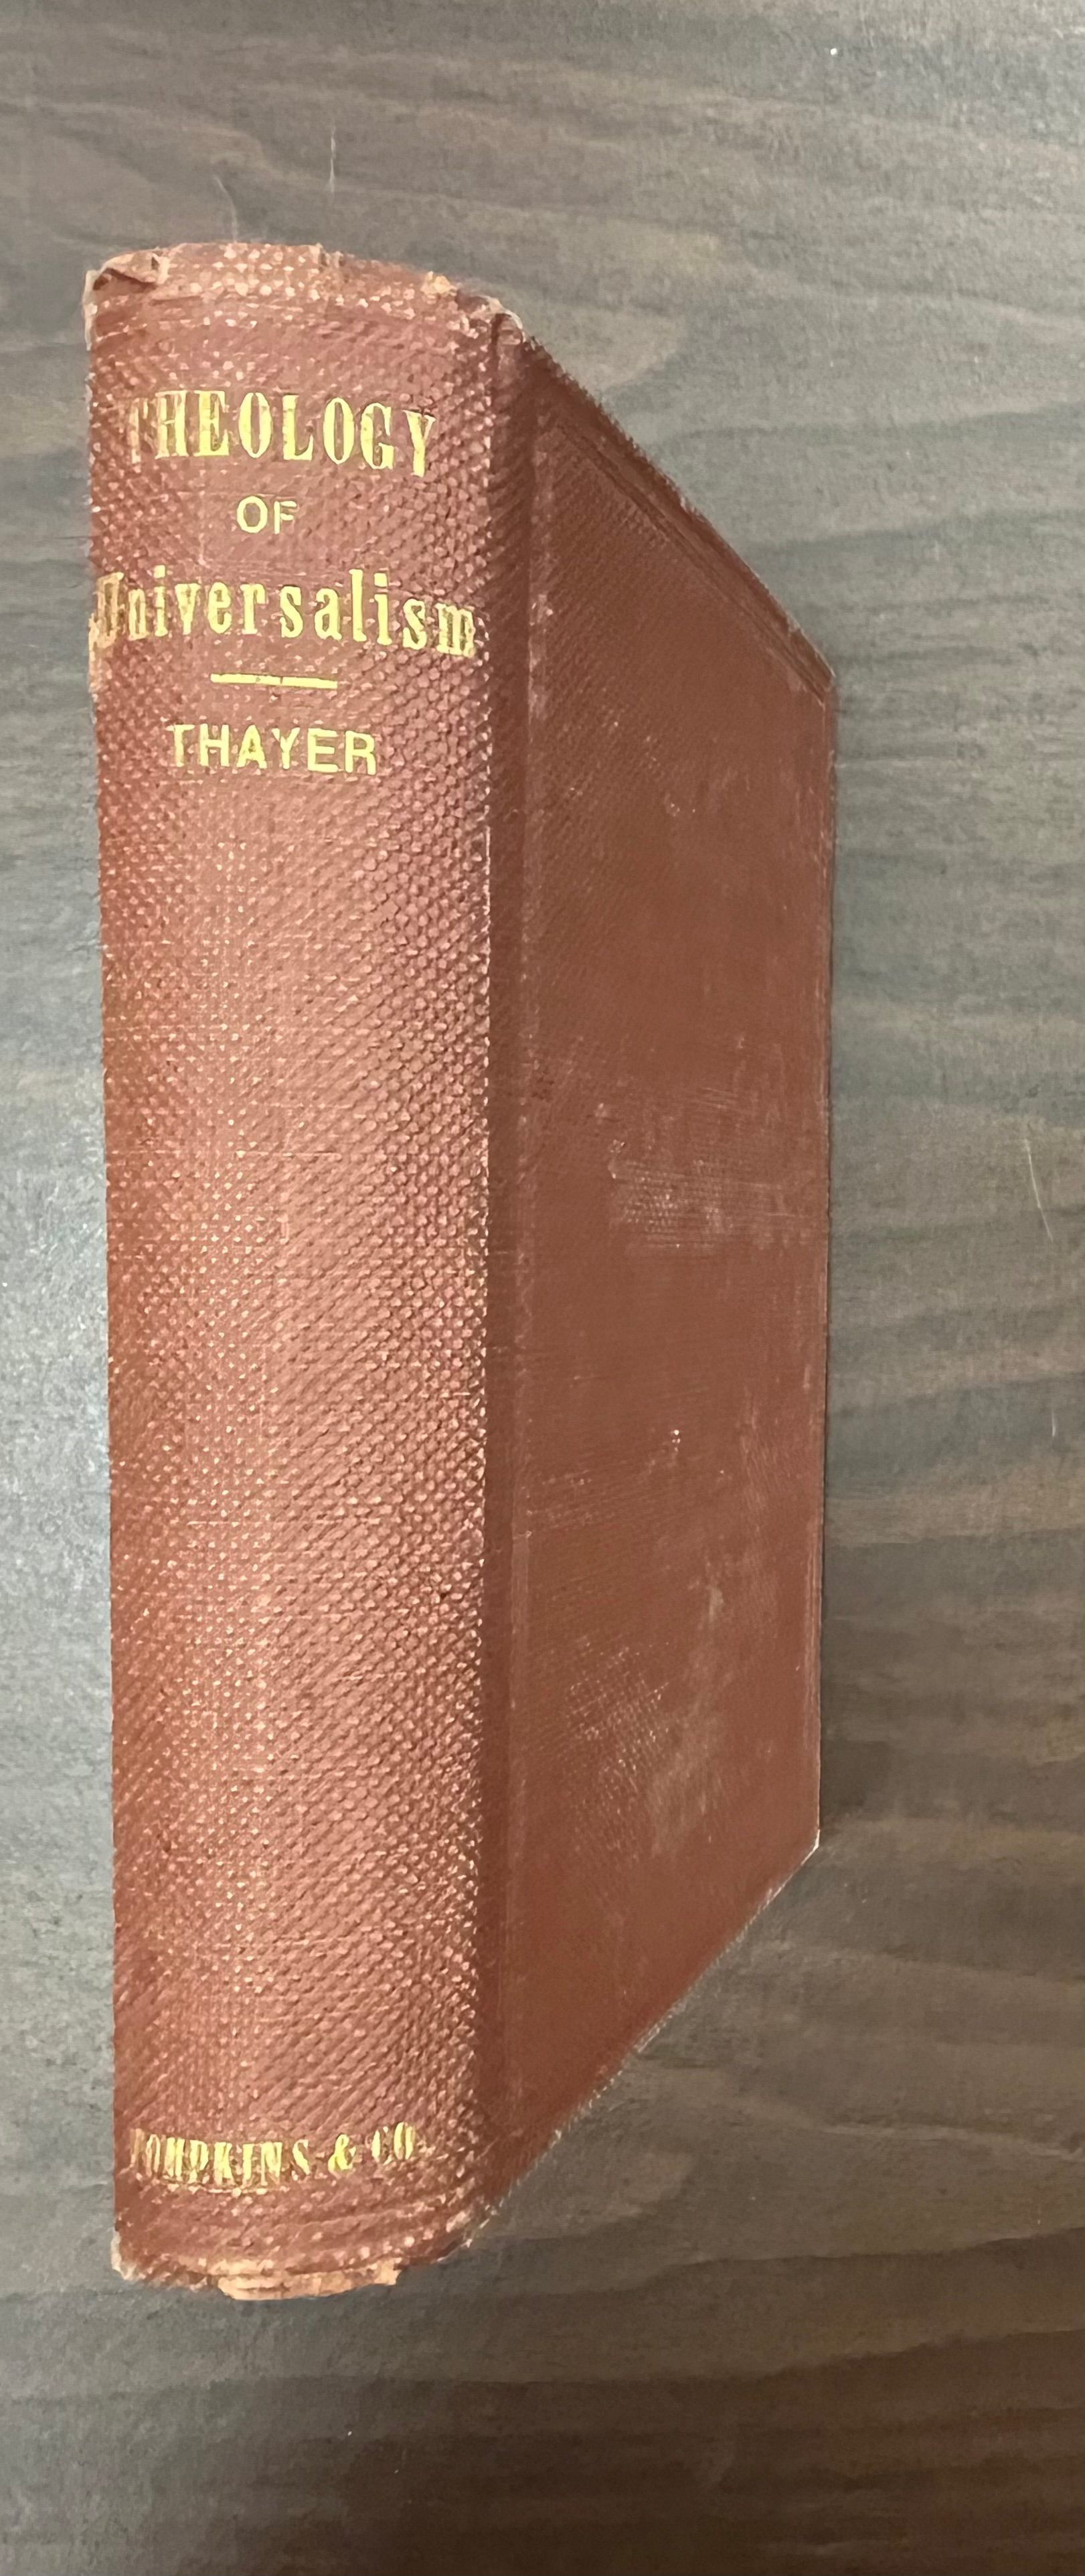 THEOLOGY
OF
Universalism
THAYER
TOMPKINS & CO.